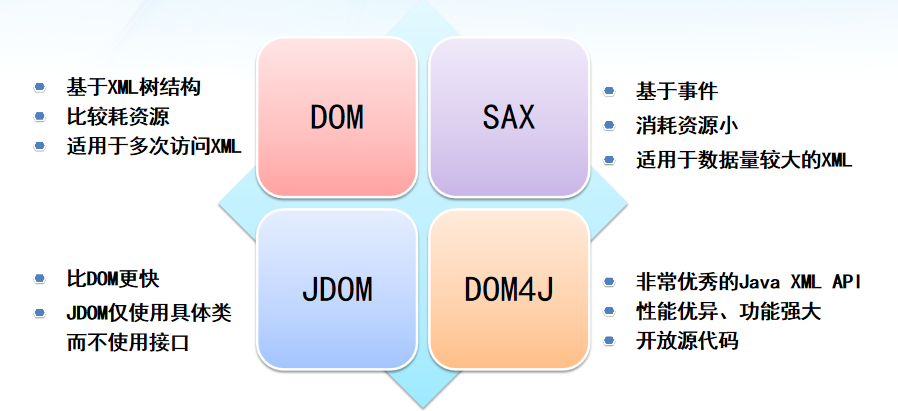 基于XML树结构
比较耗资源
适用于多次访问XML
DOM
SAX
基于事件
消耗资源小
适用于数据量较大的XML
比DOM更快
JDOM仅使用具体类
而不使用接口
JDOM
DOM4J
非常优秀的Java XML API
性能优异、功能强大
开放源代码